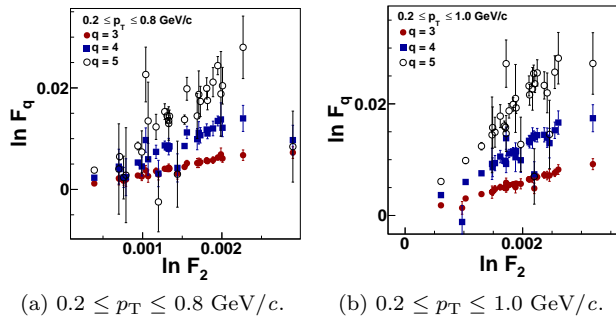 0.2 ≤ p_T ≤ 0.8 GeV/c
q = 3
q = 4
q = 5
ln F_q
0.02
0
0.001
0.002
ln F_2
0.2 ≤ p_T ≤ 1.0 GeV/c
q = 3
q = 4
q = 5
ln F_q
0.02
0
0
0.002
ln F_2
(a) 0.2 ≤ p_T ≤ 0.8 GeV/c.
(b) 0.2 ≤ p_T ≤ 1.0 GeV/c.